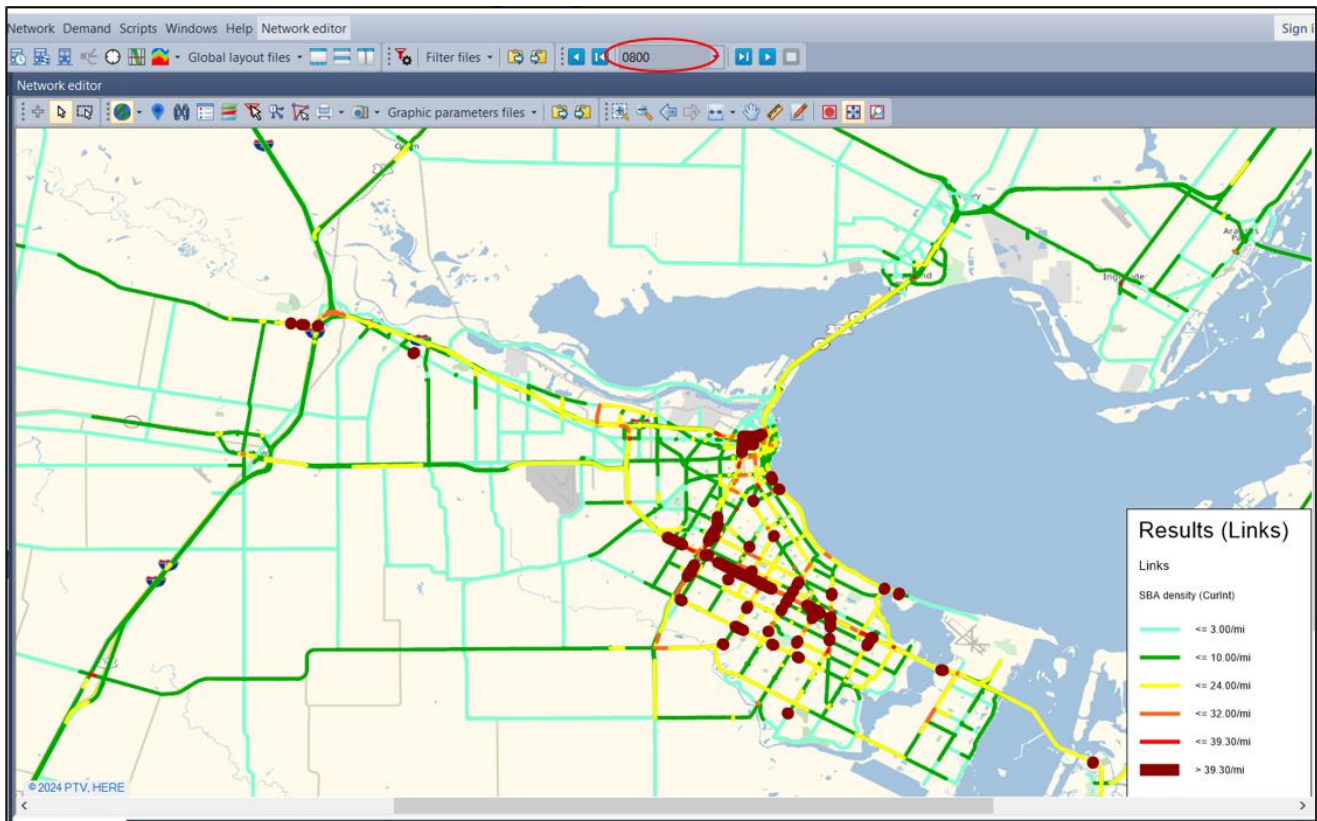 Network Demand Scripts Windows Help Network editor Sign i
Global layout files Filter files 0800
Network editor
Graphic parameters files
Results (Links)
Links
SBA density (CurInt)
<= 3.00/mi
<= 10.00/mi
<= 24.00/mi
<= 32.00/mi
<= 39.30/mi
> 39.30/mi
© 2024 PTV, HERE